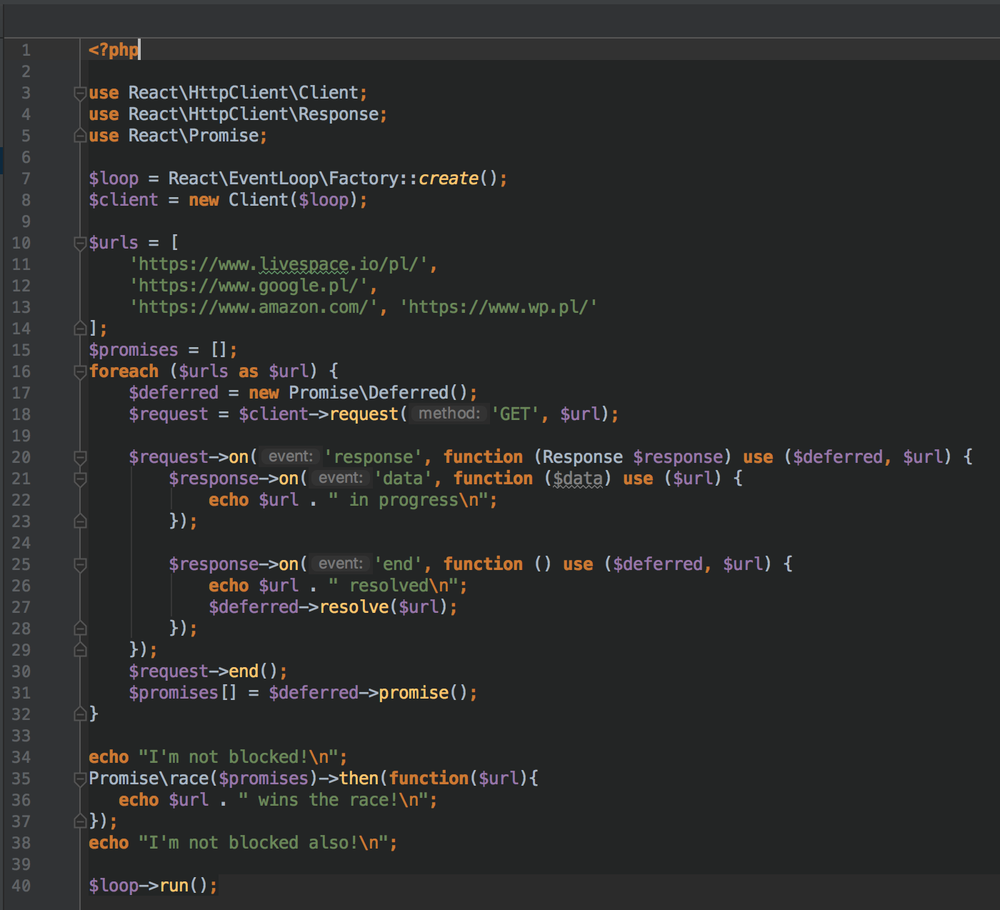 1 <?php
2
3 use React\HttpClient\Client;
4 use React\HttpClient\Response;
5 use React\Promise;
6
7 $loop = React\EventLoop\Factory::create();
8 $client = new Client($loop);
9
10 $urls = [
11     'https://www.livespace.io/pl/',
12     'https://www.google.pl/',
13     'https://www.amazon.com/', 'https://www.wp.pl/'
14 ];
15 $promises = [];
16 foreach ($urls as $url) {
17     $deferred = new Promise\Deferred();
18     $request = $client->request( method: 'GET', $url);
19
20     $request->on( event: 'response', function (Response $response) use ($deferred, $url) {
21         $response->on( event: 'data', function ($data) use ($url) {
22             echo $url . " in progress\n";
23         });
24
25         $response->on( event: 'end', function () use ($deferred, $url) {
26             echo $url . " resolved\n";
27             $deferred->resolve($url);
28         });
29     });
30     $request->end();
31     $promises[] = $deferred->promise();
32 }
33
34 echo "I'm not blocked!\n";
35 Promise\race($promises)->then(function($url){
36    echo $url . " wins the race!\n";
37 });
38 echo "I'm not blocked also!\n";
39
40 $loop->run();